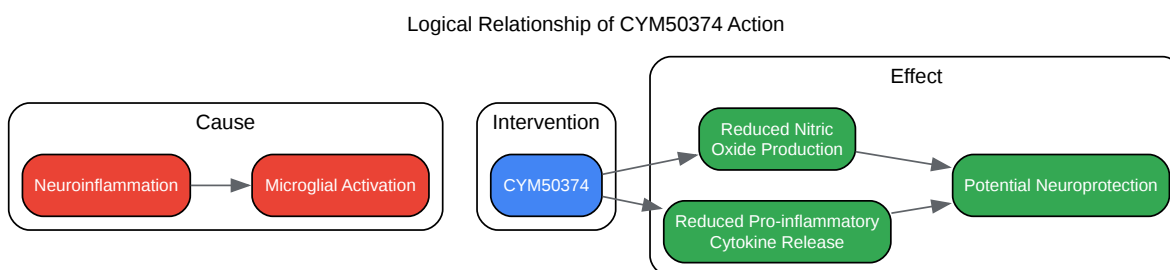 Logical Relationship of CYM50374 Action
Cause
Neuroinflammation
Microglial Activation
Intervention
CYM50374
Effect
Reduced Nitric
Oxide Production
Reduced Pro-inflammatory
Cytokine Release
Potential Neuroprotection